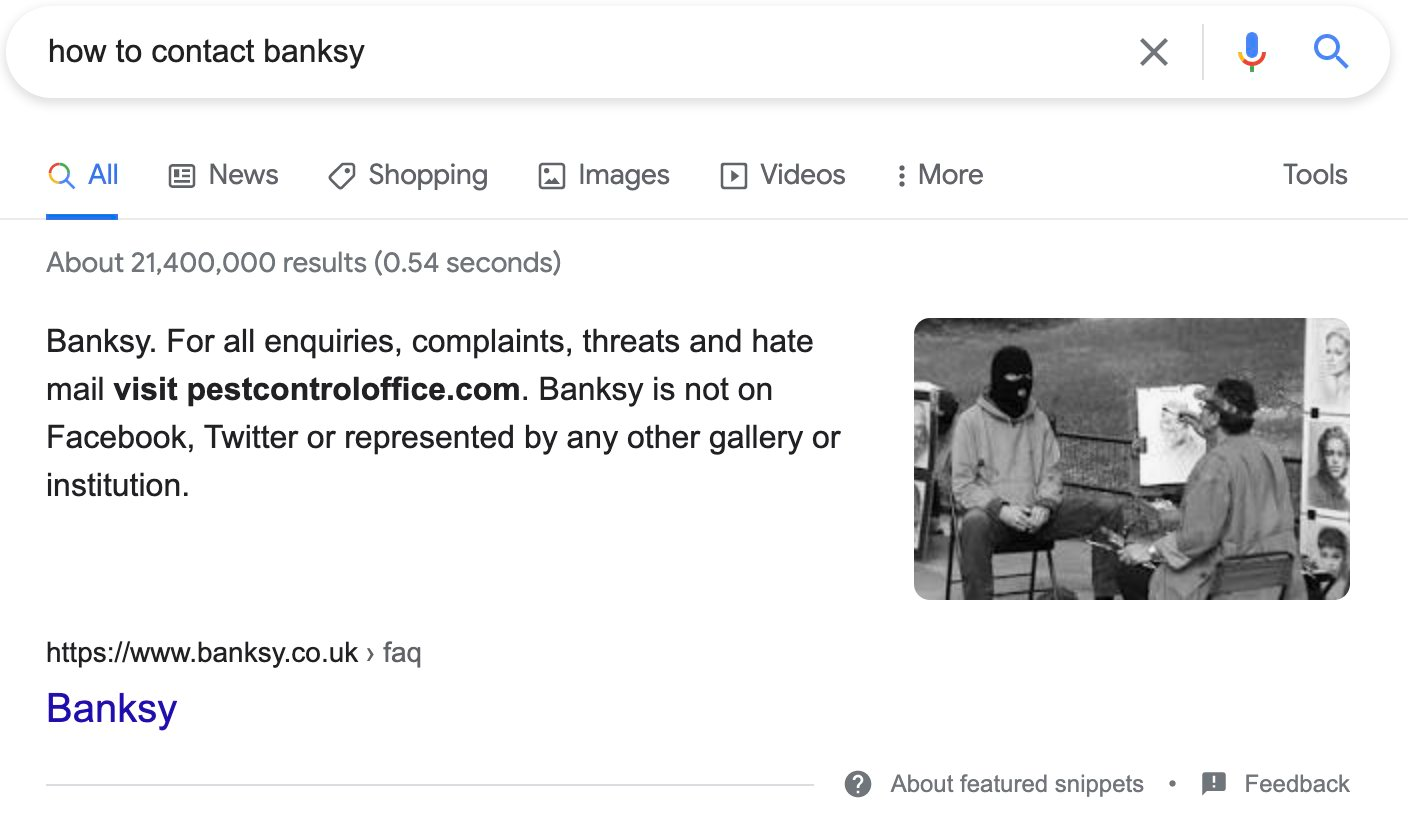 how to contact banksy
All News Shopping Images Videos More Tools
About 21,400,000 results (0.54 seconds)
Banksy. For all enquiries, complaints, threats and hate
mail visit pestcontroloffice.com. Banksy is not on
Facebook, Twitter or represented by any other gallery or
institution.
https://www.banksy.co.uk › faq
Banksy
About featured snippets • Feedback